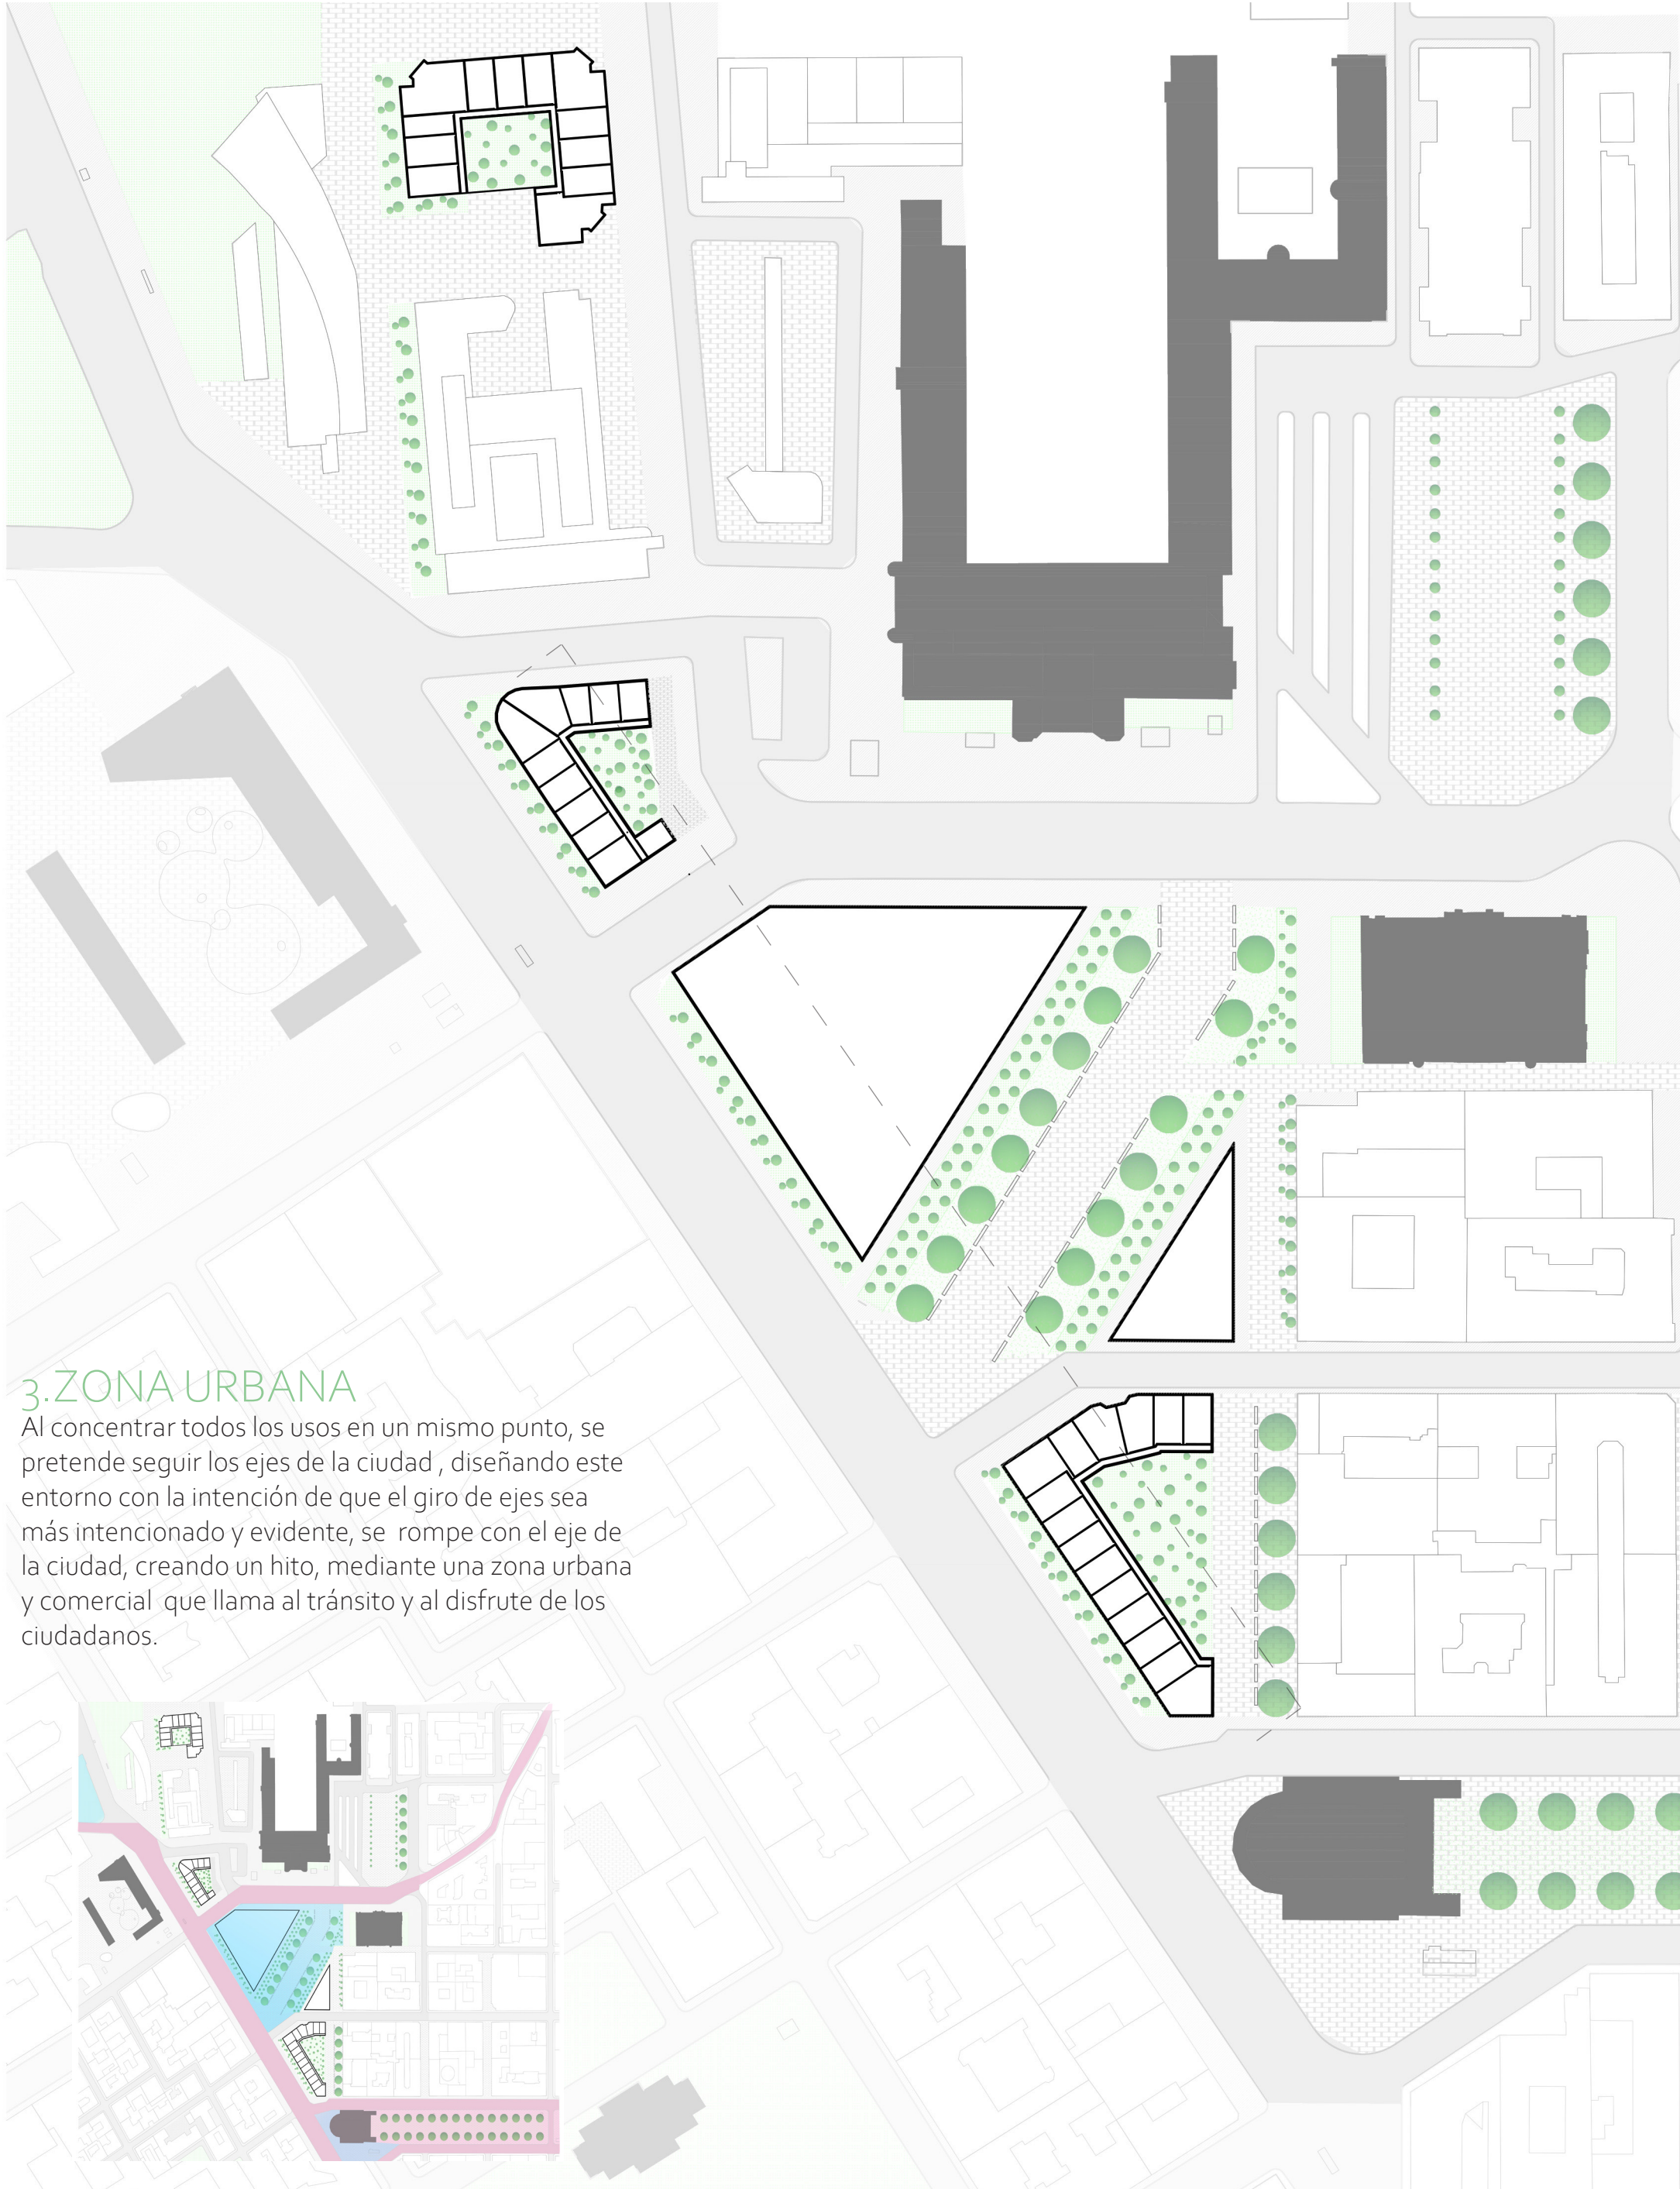 3.ZONA URBANA
Al concentrar todos los usos en un mismo punto, se
pretende seguir los ejes de la ciudad , diseñando este
entorno con la intención de que el giro de ejes sea
más intencionado y evidente, se rompe con el eje de
la ciudad, creando un hito, mediante una zona urbana
y comercial que llama al tránsito y al disfrute de los
ciudadanos.